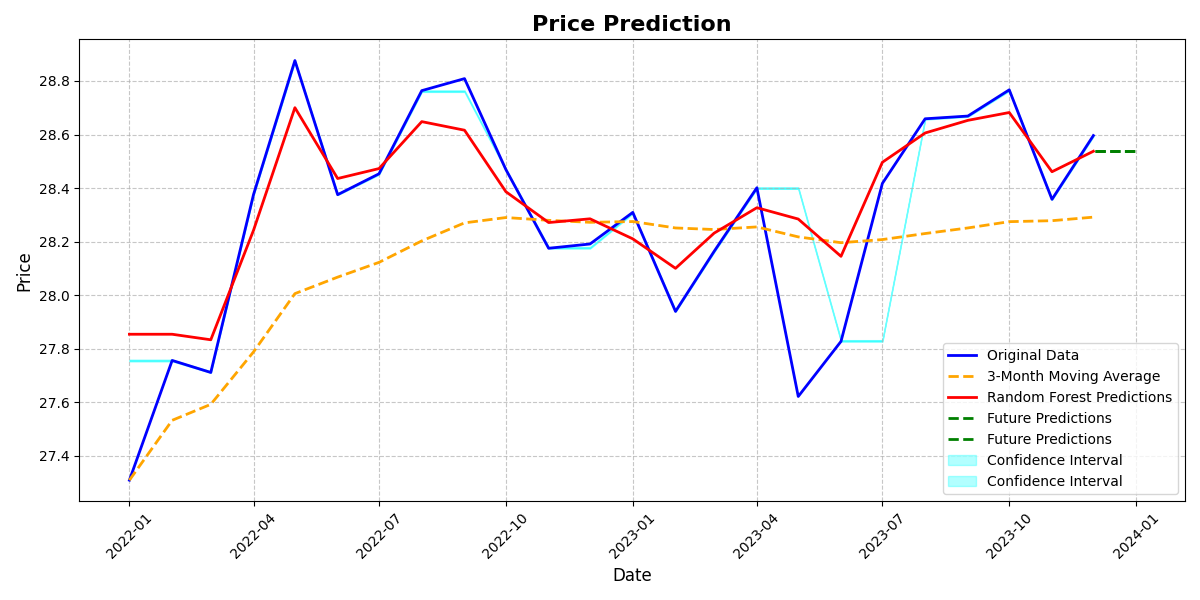 Price Prediction
Price
28.8
28.6
28.4
28.2
28.0
27.8
27.6
27.4
2022-01
2022-04
2022-07
2022-10
2023-01
2023-04
2023-07
2023-10
2024-01
Date
Original Data
3-Month Moving Average
Random Forest Predictions
Future Predictions
Future Predictions
Confidence Interval
Confidence Interval